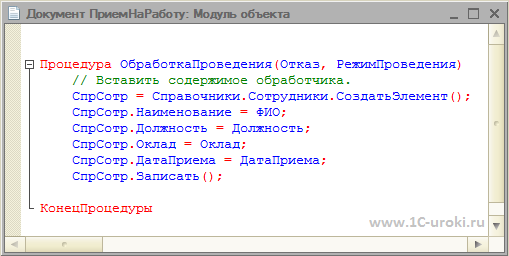 Документ ПриемНаРаботу: Модуль объекта
Процедура ОбработкаПроведения(Отказ, РежимПроведения)
// Вставить содержимое обработчика.
СпрСотр = Справочники.Сотрудники.СоздатьЭлемент();
СпрСотр.Наименование = ФИО;
СпрСотр.Должность = Должность;
СпрСотр.Оклад = Оклад;
СпрСотр.ДатаПриема = ДатаПриема;
СпрСотр.Записать();
КонецПроцедуры
www.1C-uroki.ru